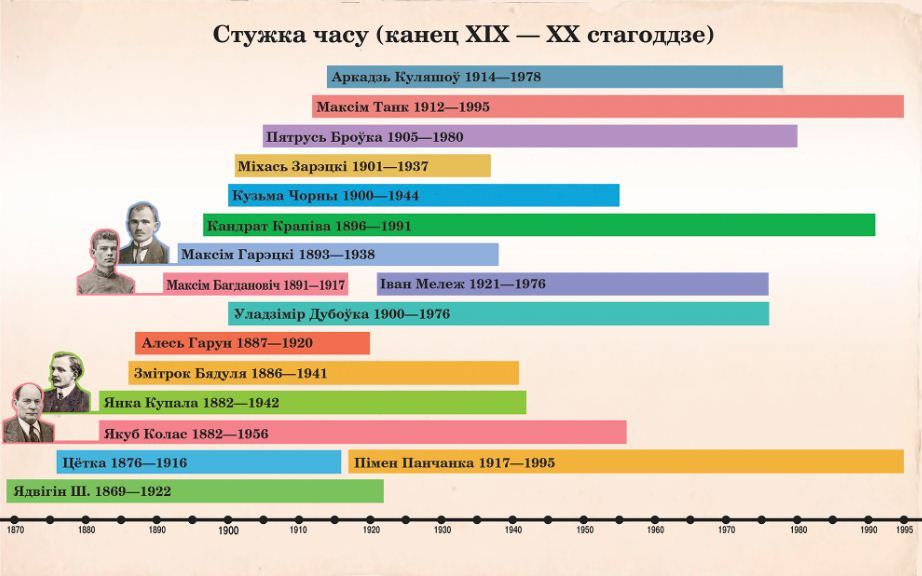 Стужка часу (канец XIX — XX стагоддзе)
Аркадзь Куляшоў 1914—1978
Максім Танк 1912—1995
Пятрусь Броўка 1905—1980
Міхась Зарэцкі 1901—1937
Кузьма Чорны 1900—1944
Кандрат Крапіва 1896—1991
Максім Гарэцкі 1893—1938
Максім Багдановіч 1891—1917 Іван Мележ 1921—1976
Уладзімір Дубоўка 1900—1976
Алесь Гарун 1887—1920
Змітрок Бядуля 1886—1941
Янка Купала 1882—1942
Якуб Колас 1882—1956
Цётка 1876—1916 Пімен Панчанка 1917—1995
Ядвігін Ш. 1869—1922
1870 1880 1890 1900 1910 1920 1930 1940 1950 1960 1970 1980 1990 1995